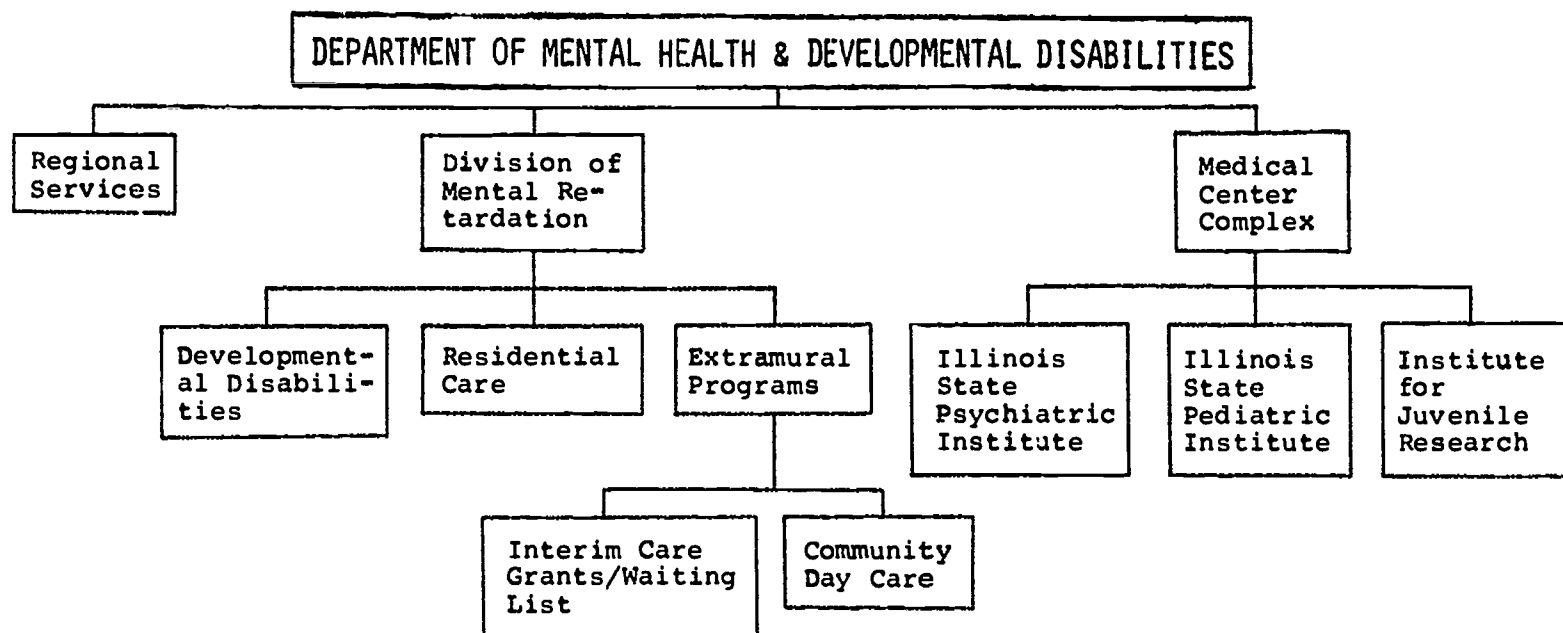 DEPARTMENT OF MENTAL HEALTH & DEVELOPMENTAL DISABILITIES
Regional
Services
Division of
Mental Re-
tardation
Medical
Center
Complex
Development-
al Disabili-
ties
Residential
Care
Extramural
Programs
Illinois
State
Psychiatric
Institute
Illinois
State
Pediatric
Institute
Institute
for
Juvenile
Research
Interim Care
Grants/Waiting
List
Community
Day Care